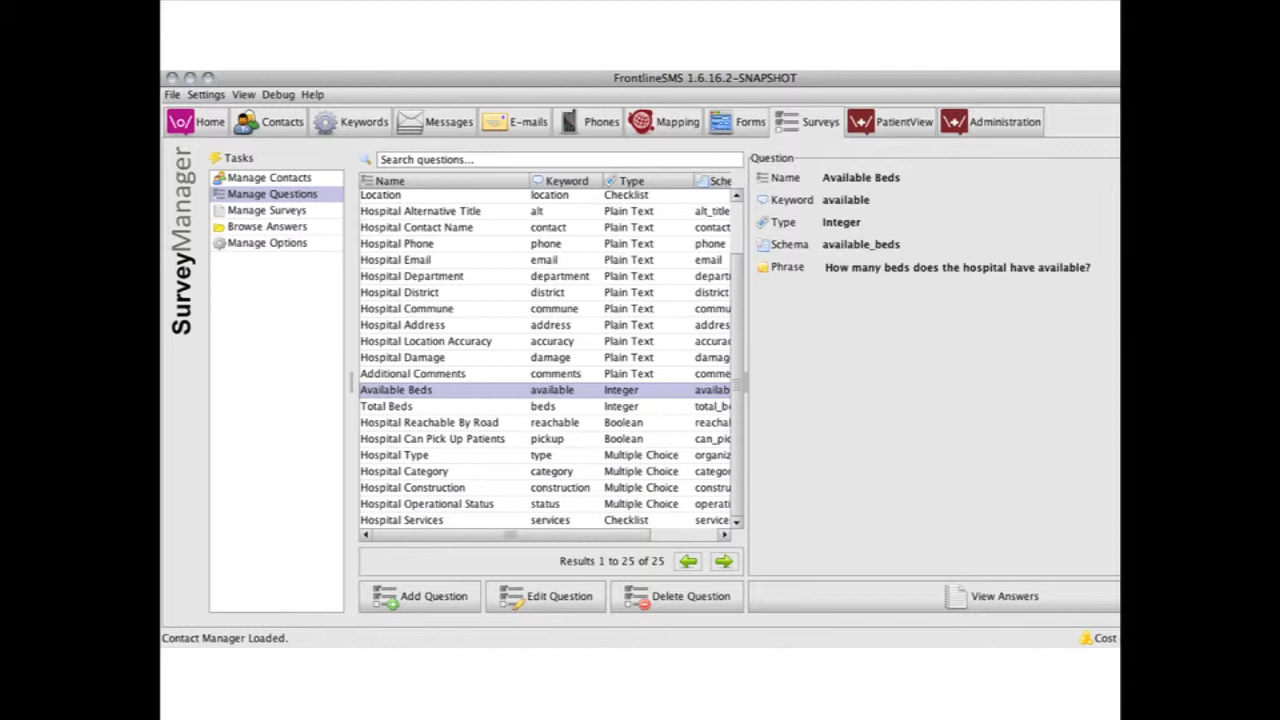 FrontlineSMS 1.6.16.2-SNAPSHOT
File Settings View Debug Help
Home Contacts Keywords Messages E-mails Phones Mapping Forms Surveys PatientView Administration
SurveyManager
Tasks
Manage Contacts
Manage Questions
Manage Surveys
Browse Answers
Manage Options
Search questions...
Name Keyword Type Sche
Location location Checklist
Hospital Alternative Title alt Plain Text alt_title
Hospital Contact Name contact Plain Text contact
Hospital Phone phone Plain Text phone
Hospital Email email Plain Text email
Hospital Department department Plain Text depart
Hospital District district Plain Text district
Hospital Commune commune Plain Text commu
Hospital Address address Plain Text addres
Hospital Location Accuracy accuracy Plain Text accurac
Hospital Damage damage Plain Text damag
Additional Comments comments Plain Text comme
Available Beds available Integer availab
Total Beds beds Integer total_b
Hospital Reachable By Road reachable Boolean reachal
Hospital Can Pick Up Patients pickup Boolean can_pic
Hospital Type type Multiple Choice organiz
Hospital Category category Multiple Choice categor
Hospital Construction construction Multiple Choice constru
Hospital Operational Status status Multiple Choice operati
Hospital Services services Checklist service
Results 1 to 25 of 25
Add Question Edit Question Delete Question
Question
Name Available Beds
Keyword available
Type Integer
Schema available_beds
Phrase How many beds does the hospital have available?
View Answers
Contact Manager Loaded.
Cost